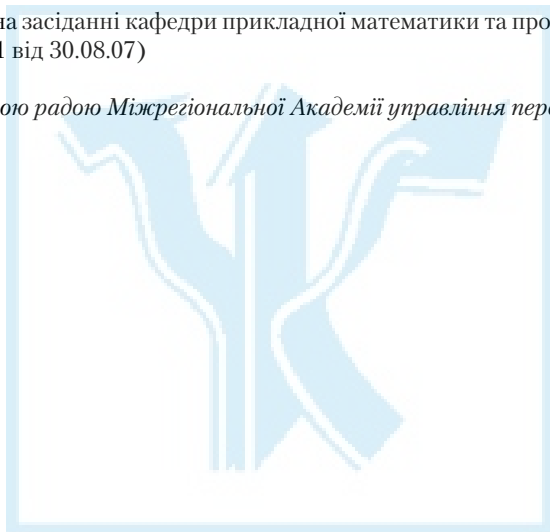 на засіданні кафедри прикладної математики та про
1 від 30.08.07)
ою радою Міжрегіональної Академії управління перс